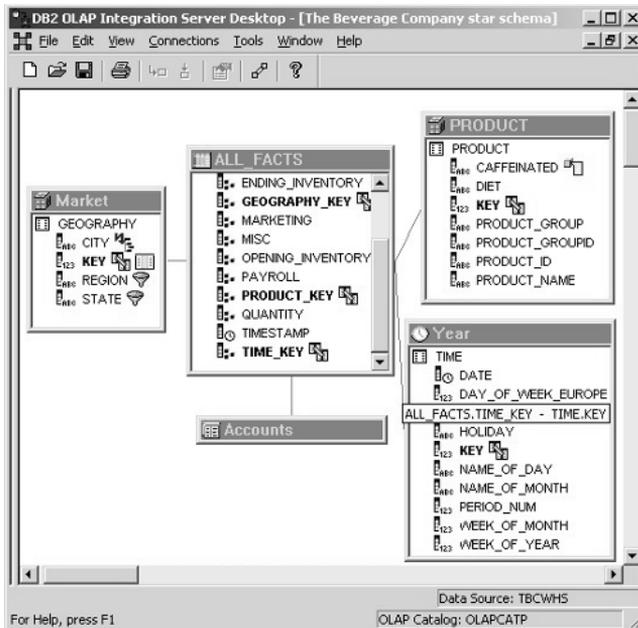 DB2 OLAP Integration Server Desktop - [The Beverage Company star schema]
File Edit View Connections Tools Window Help
Market
GEOGRAPHY
CITY
KEY
REGION
STATE
ALL_FACTS
ENDING_INVENTORY
GEOGRAPHY_KEY
MARKETING
MISC
OPENING_INVENTORY
PAYROLL
PRODUCT_KEY
QUANTITY
TIMESTAMP
TIME_KEY
Accounts
PRODUCT
PRODUCT
CAFFEINATED
DIET
KEY
PRODUCT_GROUP
PRODUCT_GROUPID
PRODUCT_ID
PRODUCT_NAME
Year
TIME
DATE
DAY_OF_WEEK_EUROPE
ALL_FACTS.TIME_KEY - TIME.KEY
HOLIDAY
KEY
NAME_OF_DAY
NAME_OF_MONTH
PERIOD_NUM
WEEK_OF_MONTH
WEEK_OF_YEAR
Data Source: TBCWHS
For Help, press F1
OLAP Catalog: OLAPCATP